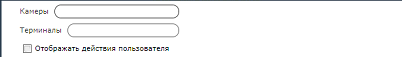 Камеры
Терминалы
Отображать действия пользователя